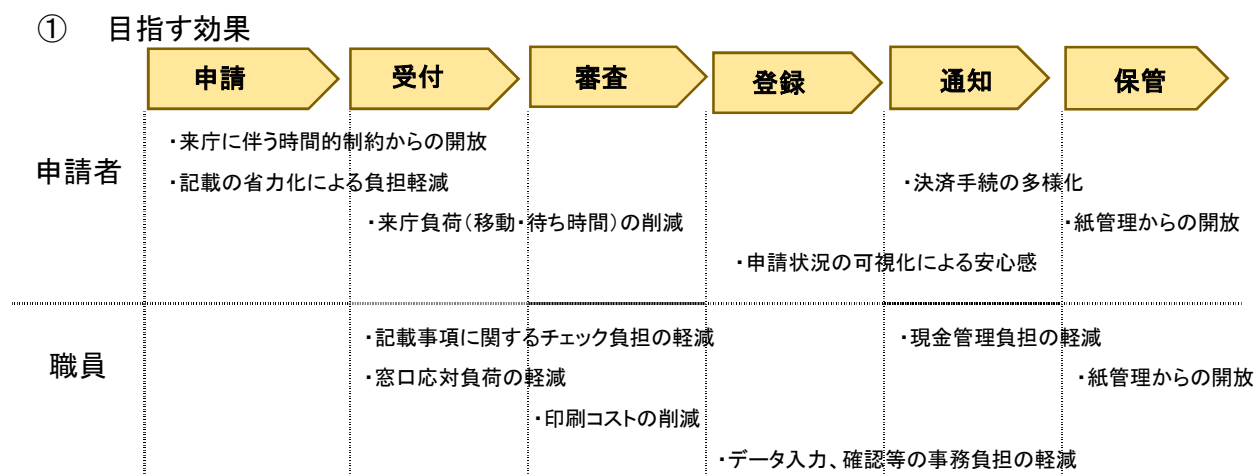 ① 目指す効果
申請 受付 審査 登録 通知 保管
申請者
・来庁に伴う時間的制約からの開放
・記載の省力化による負担軽減
・決済手続の多様化
・来庁負荷(移動・待ち時間)の削減
・紙管理からの開放
・申請状況の可視化による安心感
職員
・記載事項に関するチェック負担の軽減
・現金管理負担の軽減
・窓口応対負荷の軽減
・紙管理からの開放
・印刷コストの削減
・データ入力、確認等の事務負担の軽減